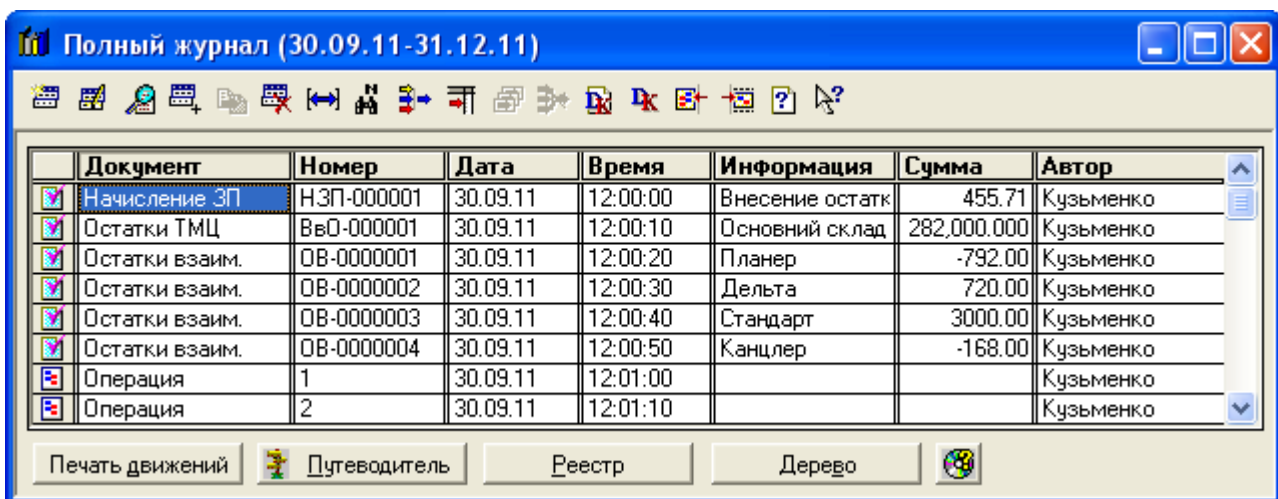 Полный журнал (30.09.11-31.12.11)
Документ Номер Дата Время Информация Сумма Автор
Начисление ЗП НЗП-000001 30.09.11 12:00:00 Внесение остатк 455.71 Кузьменко
Остатки ТМЦ ВвО-000001 30.09.11 12:00:10 Основний склад 282,000.000 Кузьменко
Остатки взаим. ОВ-0000001 30.09.11 12:00:20 Планер -792.00 Кузьменко
Остатки взаим. ОВ-0000002 30.09.11 12:00:30 Дельта 720.00 Кузьменко
Остатки взаим. ОВ-0000003 30.09.11 12:00:40 Стандарт 3000.00 Кузьменко
Остатки взаим. ОВ-0000004 30.09.11 12:00:50 Канцлер -168.00 Кузьменко
Операция 1 30.09.11 12:01:00 Кузьменко
Операция 2 30.09.11 12:01:10 Кузьменко
Печать движений Путеводитель Реестр Дерево